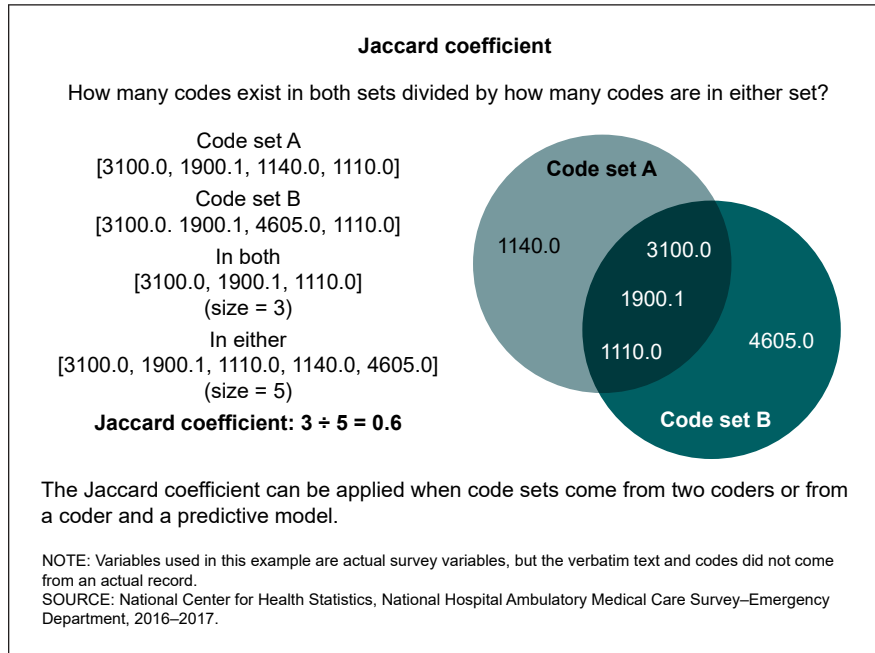 Jaccard coefficient
How many codes exist in both sets divided by how many codes are in either set?
Code set A
[3100.0, 1900.1, 1140.0, 1110.0]
Code set B
[3100.0. 1900.1, 4605.0, 1110.0]
In both
[3100.0, 1900.1, 1110.0]
(size = 3)
In either
[3100.0, 1900.1, 1110.0, 1140.0, 4605.0]
(size = 5)
Jaccard coefficient: 3 ÷ 5 = 0.6
Code set A
1140.0
3100.0
1900.1
1110.0
4605.0
Code set B
The Jaccard coefficient can be applied when code sets come from two coders or from
a coder and a predictive model.
NOTE: Variables used in this example are actual survey variables, but the verbatim text and codes did not come
from an actual record.
SOURCE: National Center for Health Statistics, National Hospital Ambulatory Medical Care Survey–Emergency
Department, 2016–2017.